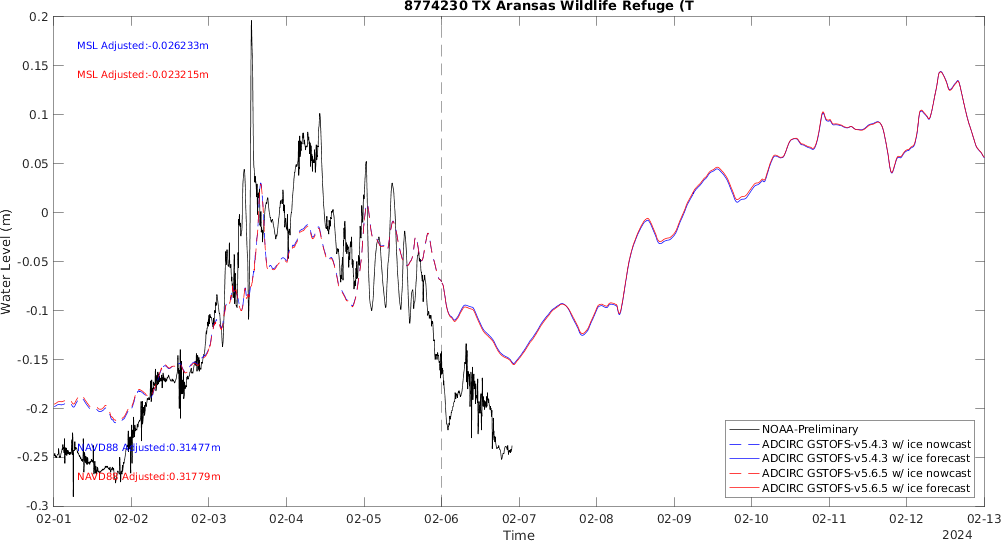 8774230 TX Aransas Wildlife Refuge (T
0.2
0.15
0.1
0.05
0
-0.05
-0.1
-0.15
-0.2
-0.25
-0.3
Water Level (m)
MSL Adjusted:-0.026233m
MSL Adjusted:-0.023215m
NAVD88 Adjusted:0.31477m
NAVD88 Adjusted:0.31779m
NOAA-Preliminary
ADCIRC GSTOFS-v5.4.3 w/ ice nowcast
ADCIRC GSTOFS-v5.4.3 w/ ice forecast
ADCIRC GSTOFS-v5.6.5 w/ ice nowcast
ADCIRC GSTOFS-v5.6.5 w/ ice forecast
02-01 02-02 02-03 02-04 02-05 02-06 02-07 02-08 02-09 02-10 02-11 02-12 02-13
Time
2024